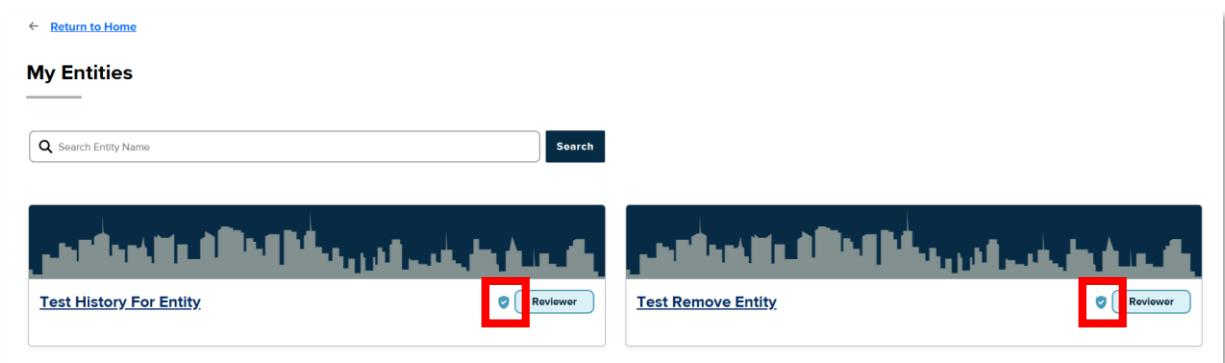 Return to Home
My Entities
Search Entity Name
Search
Test History For Entity
Reviewer
Test Remove Entity
Reviewer